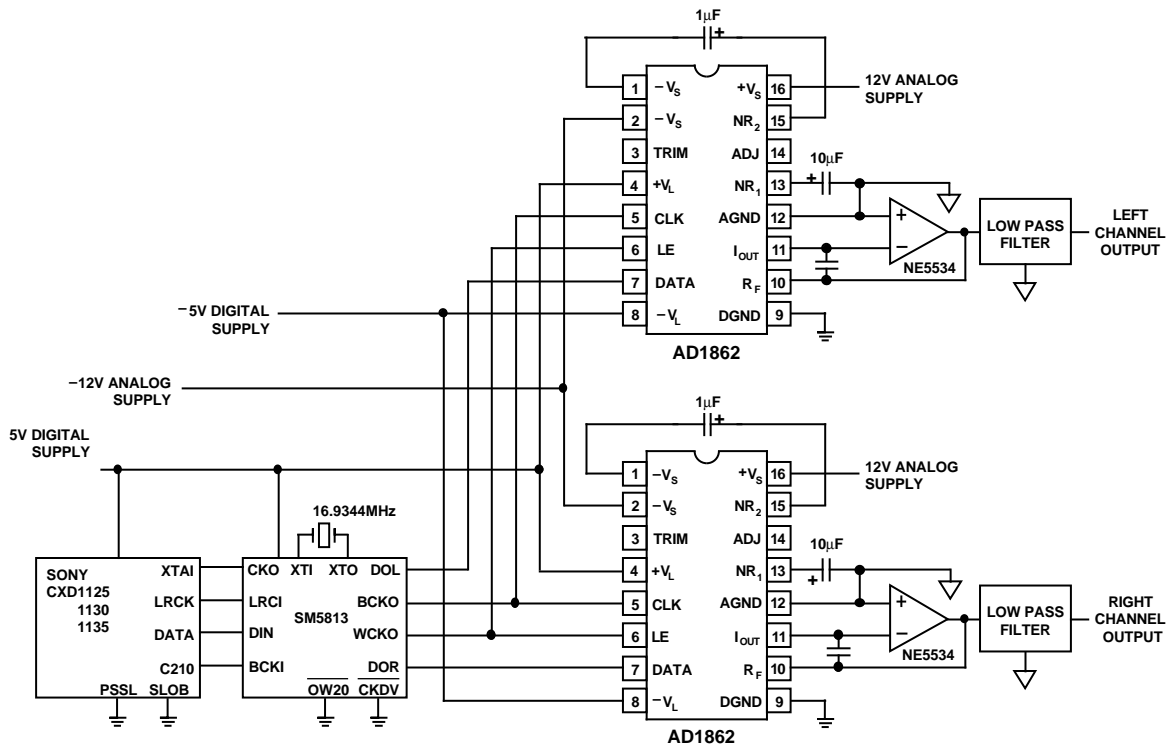 1µF
1 −VS +VS 16 12V ANALOG
SUPPLY
2 −VS NR2 15
3 TRIM ADJ 14
10µF
4 +VL NR1 13
5 CLK AGND 12
6 LE IOUT 11
7 DATA RF 10
8 −VL DGND 9
AD1862
+
+
+
−
NE5534
LOW PASS
FILTER
LEFT
CHANNEL
OUTPUT
−5V DIGITAL
SUPPLY
−12V ANALOG
SUPPLY
5V DIGITAL
SUPPLY
1µF
1 −VS +VS 16 12V ANALOG
SUPPLY
2 −VS NR2 15
3 TRIM ADJ 14
10µF
4 +VL NR1 13
5 CLK AGND 12
6 LE IOUT 11
7 DATA RF 10
8 −VL DGND 9
AD1862
+
+
+
−
NE5534
LOW PASS
FILTER
RIGHT
CHANNEL
OUTPUT
16.9344MHz
SONY
CXD1125
1130
1135
XTAI
LRCK
DATA
C210
PSSL SLOB
CKO XTI XTO DOL
LRCI BCKO
SM5813
DIN WCKO
BCKI DOR
OW20 CKDV